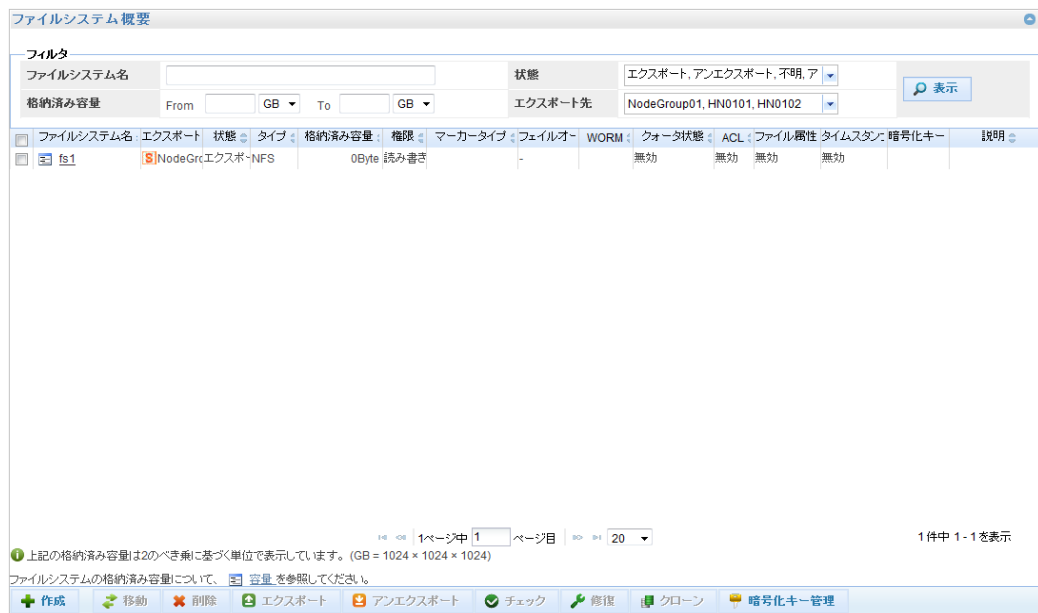 ファイルシステム概要
フィルタ
ファイルシステム名 状態 エクスポート, アンエクスポート, 不明, ア 表示
格納済み容量 From GB To GB エクスポート先 NodeGroup01, HN0101, HN0102
ファイルシステム名 エクスポート 状態 タイプ 格納済み容量 権限 マーカータイプ フェイルオー WORM クォータ状態 ACL ファイル属性 タイムスタン 暗号化キー 説明
fs1 S NodeGrc エクスポー NFS 0Byte 読み書き - 無効 無効 無効 無効
1ページ中 1 ページ目 20 1件中 1 - 1を表示
上記の格納済み容量は2のべき乗に基づく単位で表示しています。(GB = 1024 × 1024 × 1024)
ファイルシステムの格納済み容量について、 容量 を参照してください。
作成 移動 削除 エクスポート アンエクスポート チェック 修復 クローン 暗号化キー管理